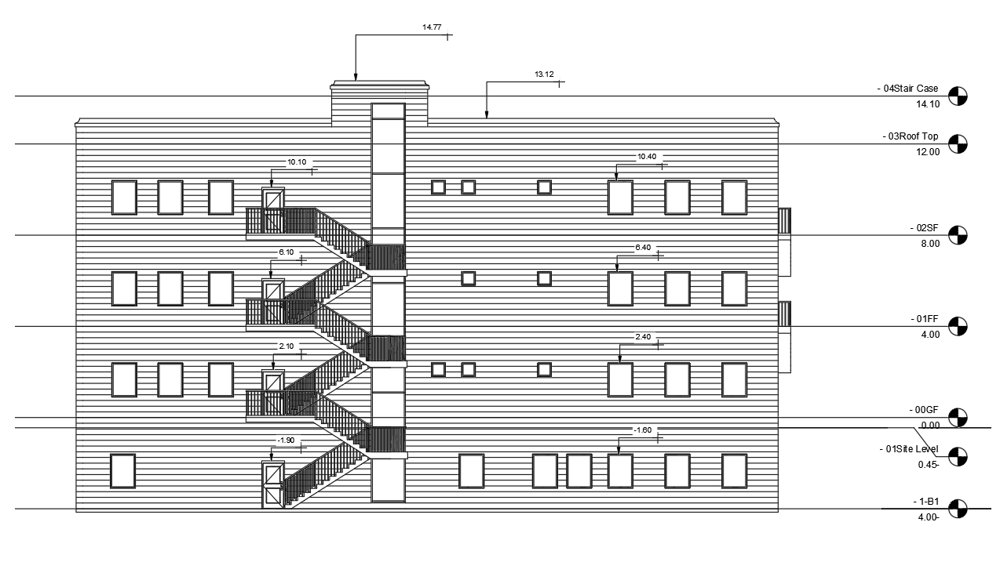 14.77
13.12
- 04Stair Case
14.10
- 03Roof Top
12.00
10.10
10.40
- 02SF
8.00
6.10
6.40
- 01FF
4.00
2.10
2.40
- 00GF
0.00
-1.90
-1.60
- 01Site Level
0.45-
- 1-B1
4.00-